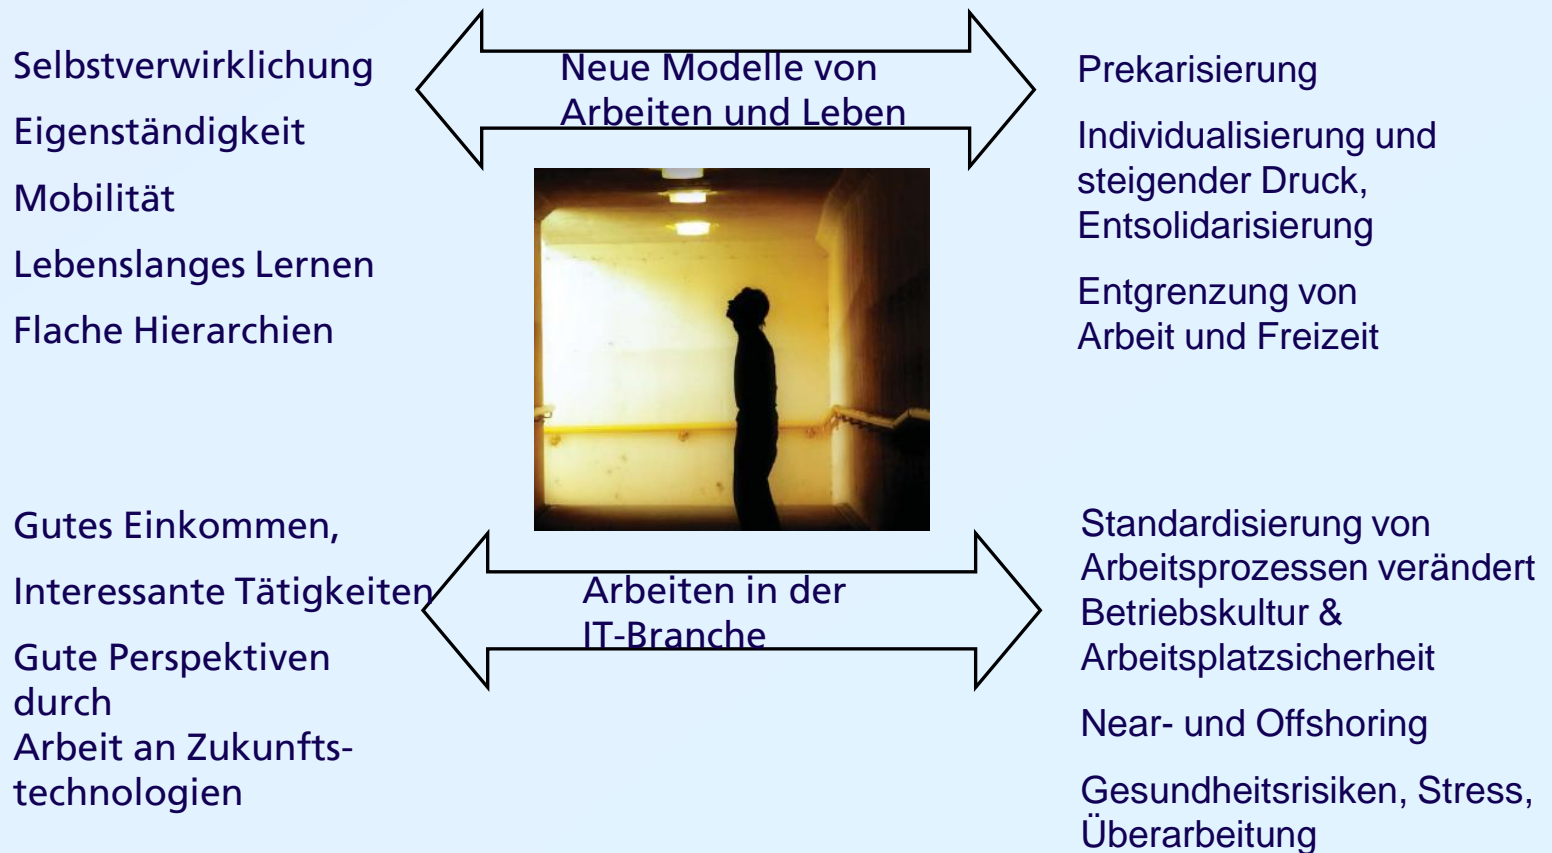 Selbstverwirklichung
Eigenständigkeit
Mobilität
Lebenslanges Lernen
Flache Hierarchien
Neue Modelle von
Arbeiten und Leben
Prekarisierung
Individualisierung und
steigender Druck,
Entsolidarisierung
Entgrenzung von
Arbeit und Freizeit
Gutes Einkommen,
Interessante Tätigkeiten
Gute Perspektiven
durch
Arbeit an Zukunfts-
technologien
Arbeiten in der
IT-Branche
Standardisierung von
Arbeitsprozessen verändert
Betriebskultur &
Arbeitsplatzsicherheit
Near- und Offshoring
Gesundheitsrisiken, Stress,
Überarbeitung